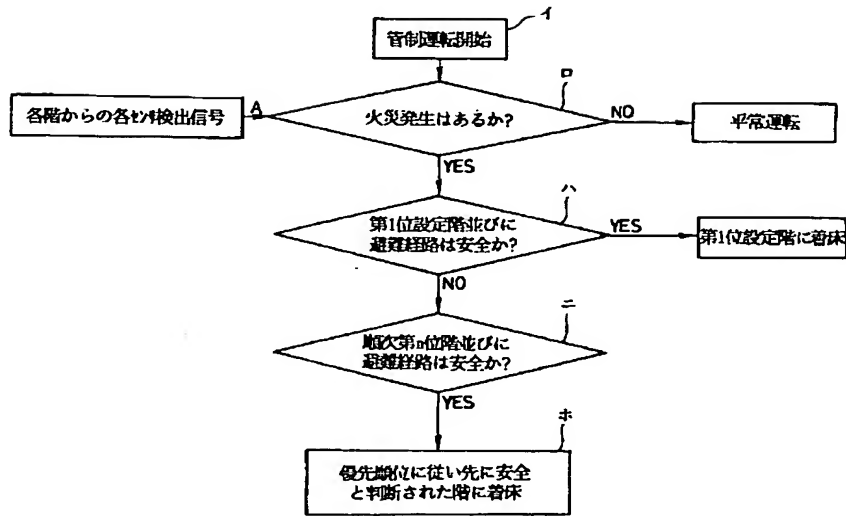 イ
管制運転開始
ロ
各階からの各センサ検出信号
A
火災発生はあるか?
NO
平常運転
YES
ハ
第1位設定階並びに
避難経路は安全か?
YES
第1位設定階に着床
NO
ニ
順次第n位階並びに
避難経路は安全か?
YES
ホ
優先順位に従い先に安全
と判断された階に着床